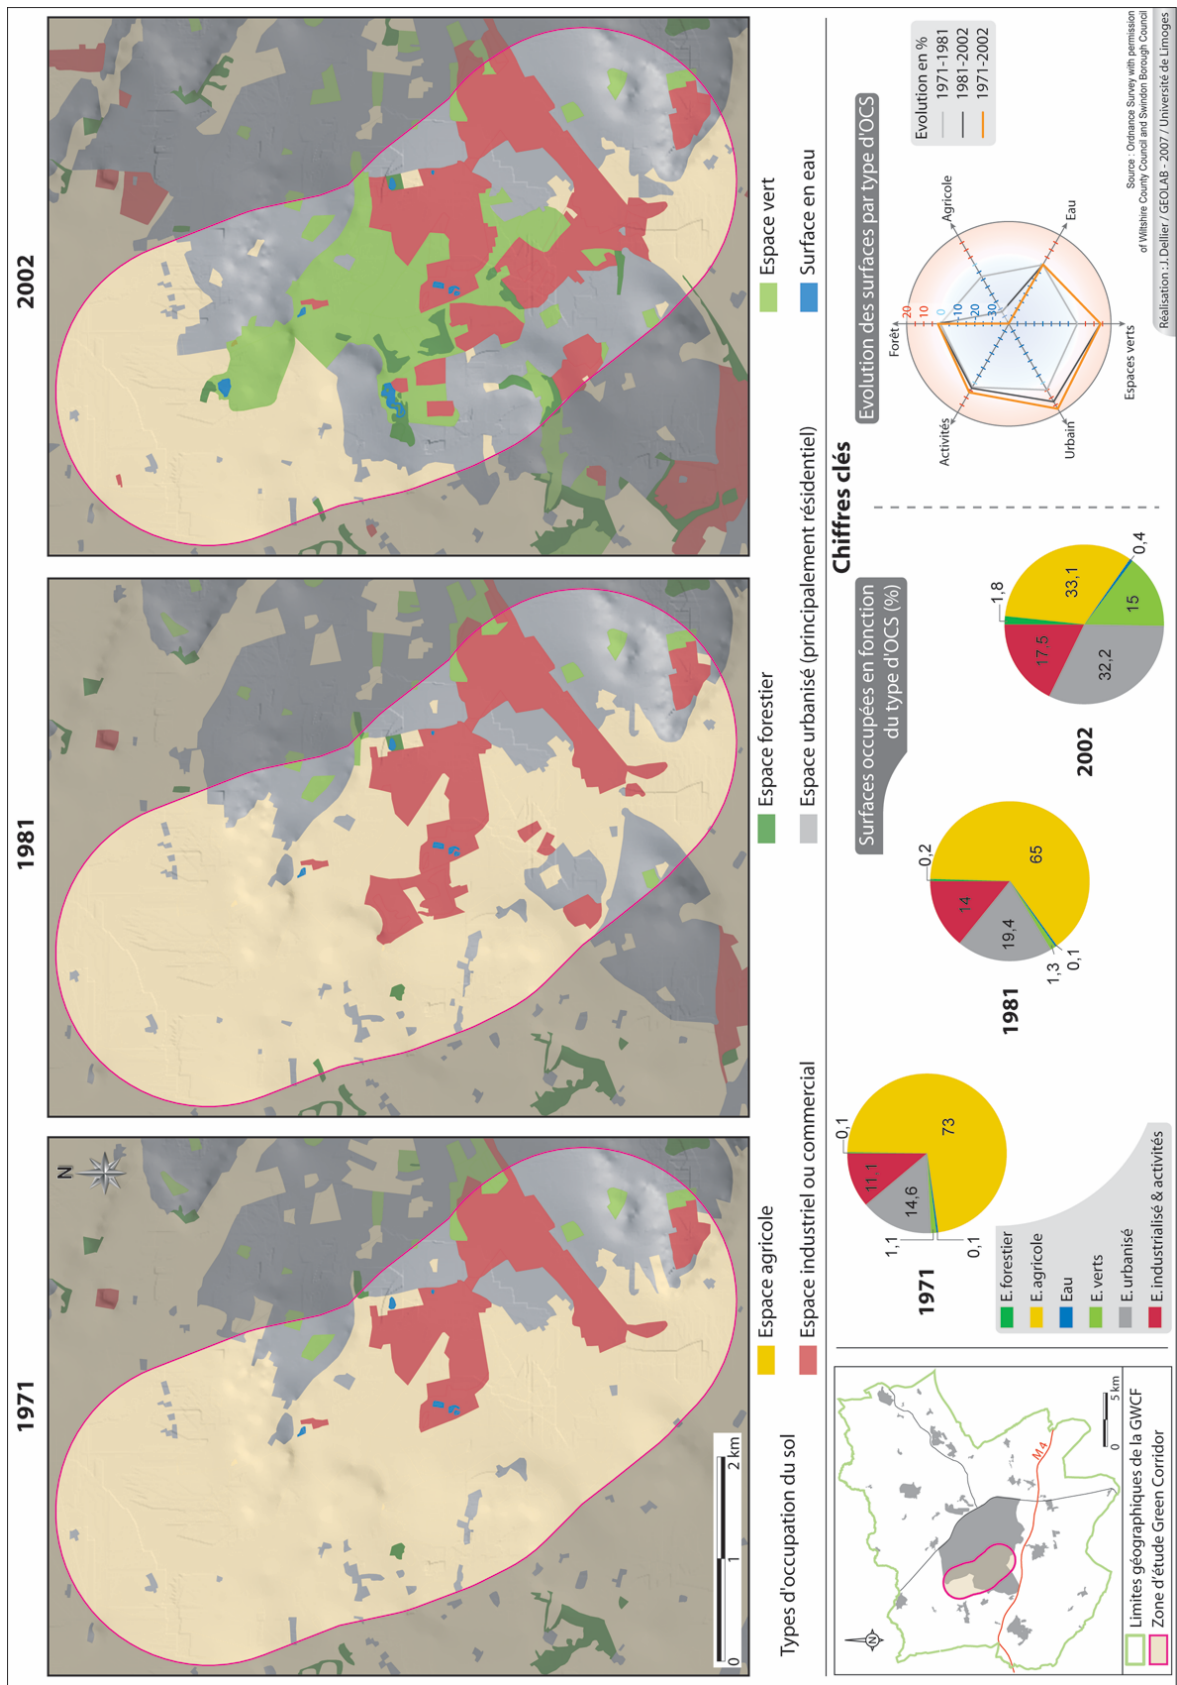 1971
1981
2002
N
0 1 2 km
Types d'occupation du sol
Espace agricole
Espace forestier
Espace vert
Espace industriel ou commercial
Espace urbanisé (principalement résidentiel)
Surface en eau
N
M4
0 5 km
Limites géographiques de la GWCF
Zone d'étude Green Corridor
Chiffres clés
Surfaces occupées en fonction
du type d'OCS (%)
1971
0,1
11,1
14,6
1,1
0,1
73
1981
0,2
14
19,4
1,3
0,1
65
2002
1,8
17,5
32,2
15
0,4
33,1
E.forestier
E.agricole
Eau
E.verts
E.urbanisé
E.industrialisé & activités
Evolution des surfaces par type d'OCS
Forêt
Agricole
Eau
Espaces verts
Urbain
Activités
20
10
0
-10
-20
-30
Evolution en %
1971-1981
1981-2002
1971-2002
Source : Ordnance Survey with permission
of Wiltshire County Council and Swindon Borough Council
Réalisation : J.Dellier / GEOLAB - 2007 / Université de Limoges